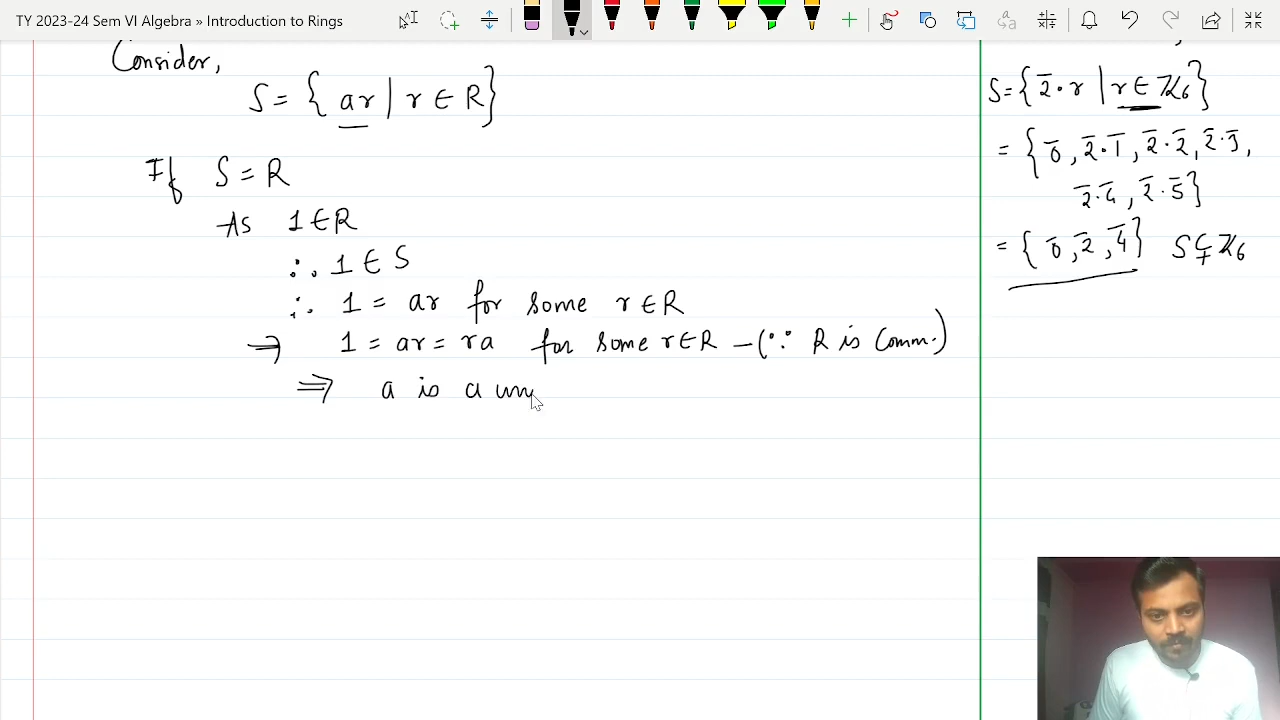 TY 2023-24 Sem VI Algebra » Introduction to Rings
Consider,
S = { ar | r ∈ R }
If S = R
As 1 ∈ R
∴ 1 ∈ S
∴ 1 = ar for some r ∈ R
⇒ 1 = ar = ra for some r ∈ R – (∵ R is Comm.)
⇒ a is a un
S = { 2̄ · r | r ∈ ℤ₆ }
= { 0̄, 2̄·1̄, 2̄·2̄, 2̄·3̄,
2̄·4̄, 2̄·5̄ }
= { 0̄, 2̄, 4̄ } S ⊊ ℤ₆